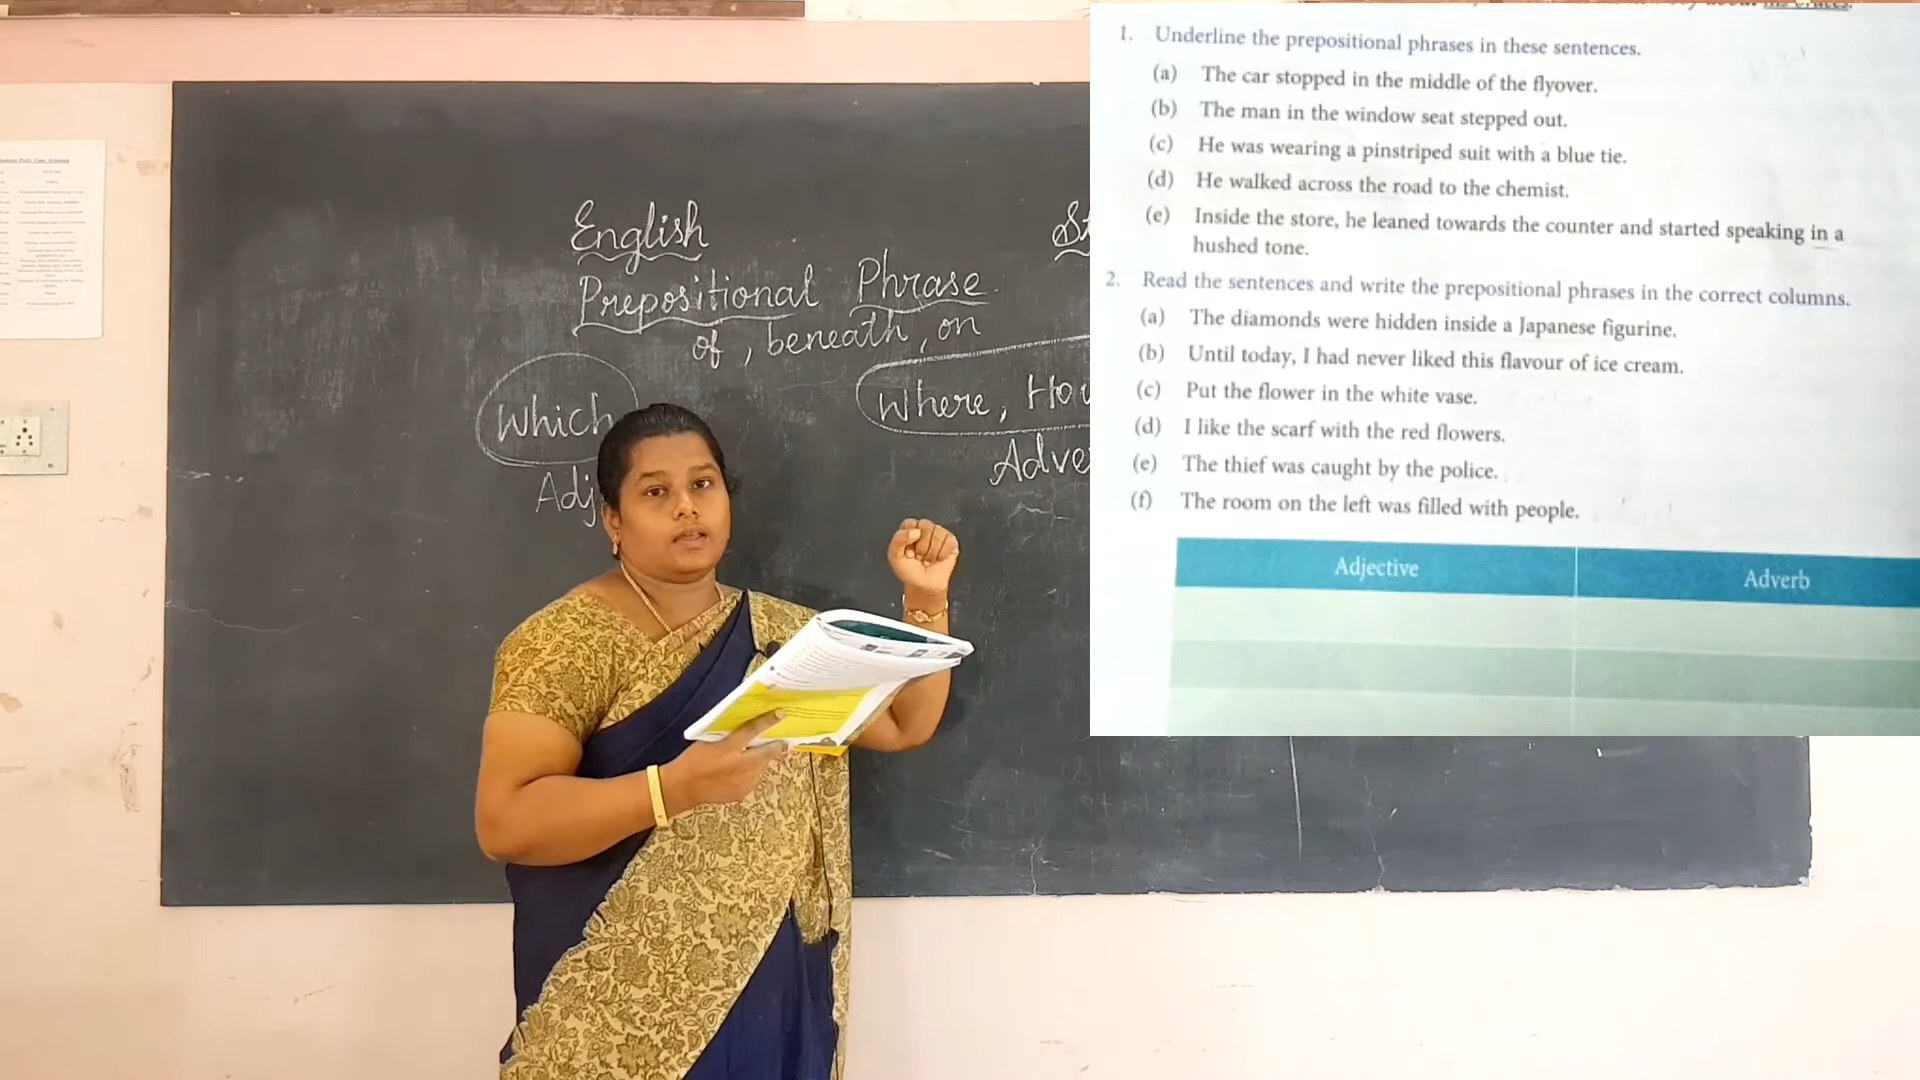 English
Prepositional Phrase
of, beneath, on
Which
Where,
1. Underline the prepositional phrases in these sentences.
(a) The car stopped in the middle of the flyover.
(b) The man in the window seat stepped out.
(c) He was wearing a pinstriped suit with a blue tie.
(d) He walked across the road to the chemist.
(e) Inside the store, he leaned towards the counter and started speaking in a
hushed tone.
2. Read the sentences and write the prepositional phrases in the correct columns.
(a) The diamonds were hidden inside a Japanese figurine.
(b) Until today, I had never liked this flavour of ice cream.
(c) Put the flower in the white vase.
(d) I like the scarf with the red flowers.
(e) The thief was caught by the police.
(f) The room on the left was filled with people.
Adjective Adverb